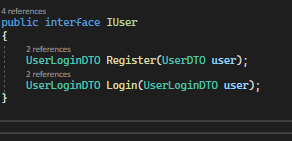 4 references
public interface IUser
{
2 references
UserLoginDTO Register(UserDTO user);
2 references
UserLoginDTO Login(UserLoginDTO user);
}